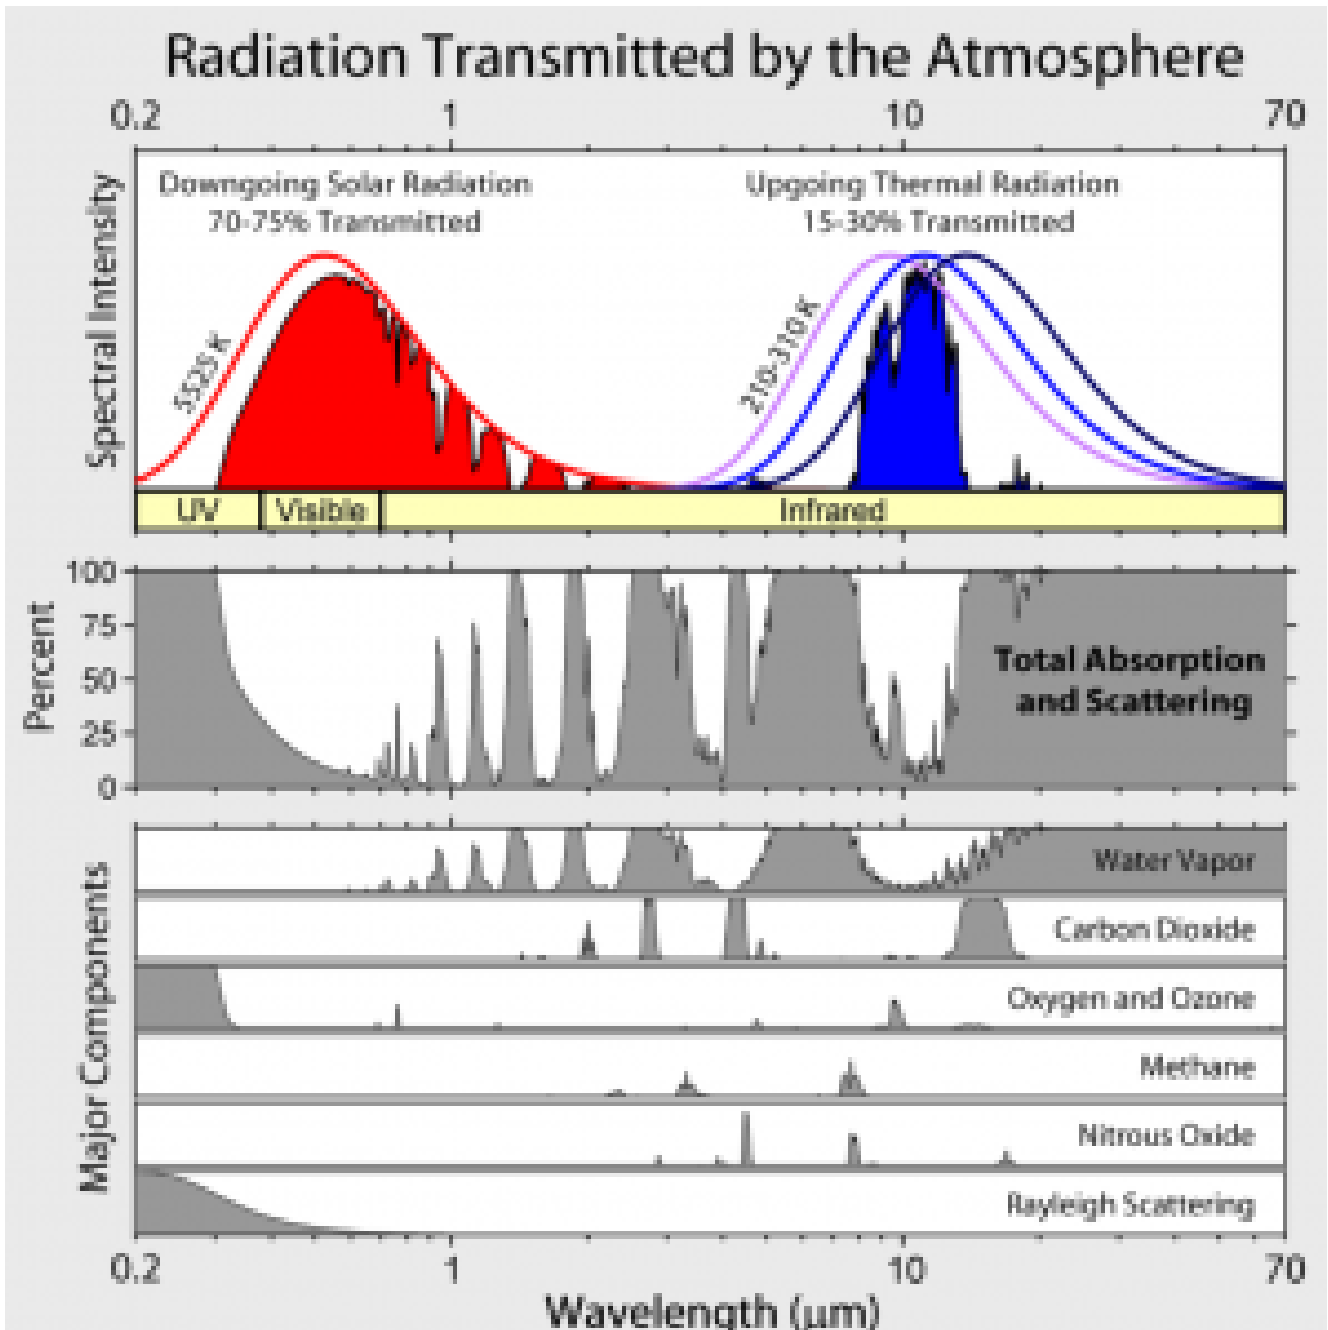 Radiation Transmitted by the Atmosphere
0.2 1 10 70
Spectral Intensity
Downgoing Solar Radiation
70-75% Transmitted
Upgoing Thermal Radiation
15-30% Transmitted
5525 K
210-310 K
UV
Visible
Infrared
Percent
100
75
50
25
0
Total Absorption
and Scattering
Major Components
Water Vapor
Carbon Dioxide
Oxygen and Ozone
Methane
Nitrous Oxide
Rayleigh Scattering
0.2 1 10 70
Wavelength (μm)